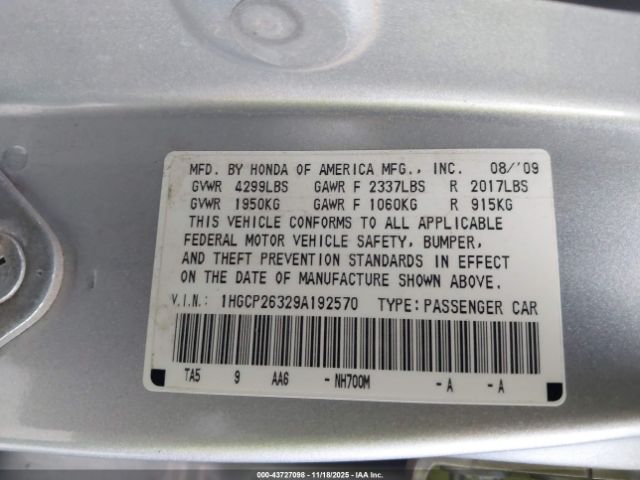 MFD. BY HONDA OF AMERICA MFG., INC. 08/'09
GVWR 4299LBS GAWR F 2337LBS R 2017LBS
GVWR 1950KG GAWR F 1060KG R 915KG
THIS VEHICLE CONFORMS TO ALL APPLICABLE
FEDERAL MOTOR VEHICLE SAFETY, BUMPER,
AND THEFT PREVENTION STANDARDS IN EFFECT
ON THE DATE OF MANUFACTURE SHOWN ABOVE.
V.I.N.: 1HGCP26329A192570 TYPE: PASSENGER CAR
TA5 9 AA6 - NH700M - A - A
000-43727098 - 11/18/2025 - IAA Inc.